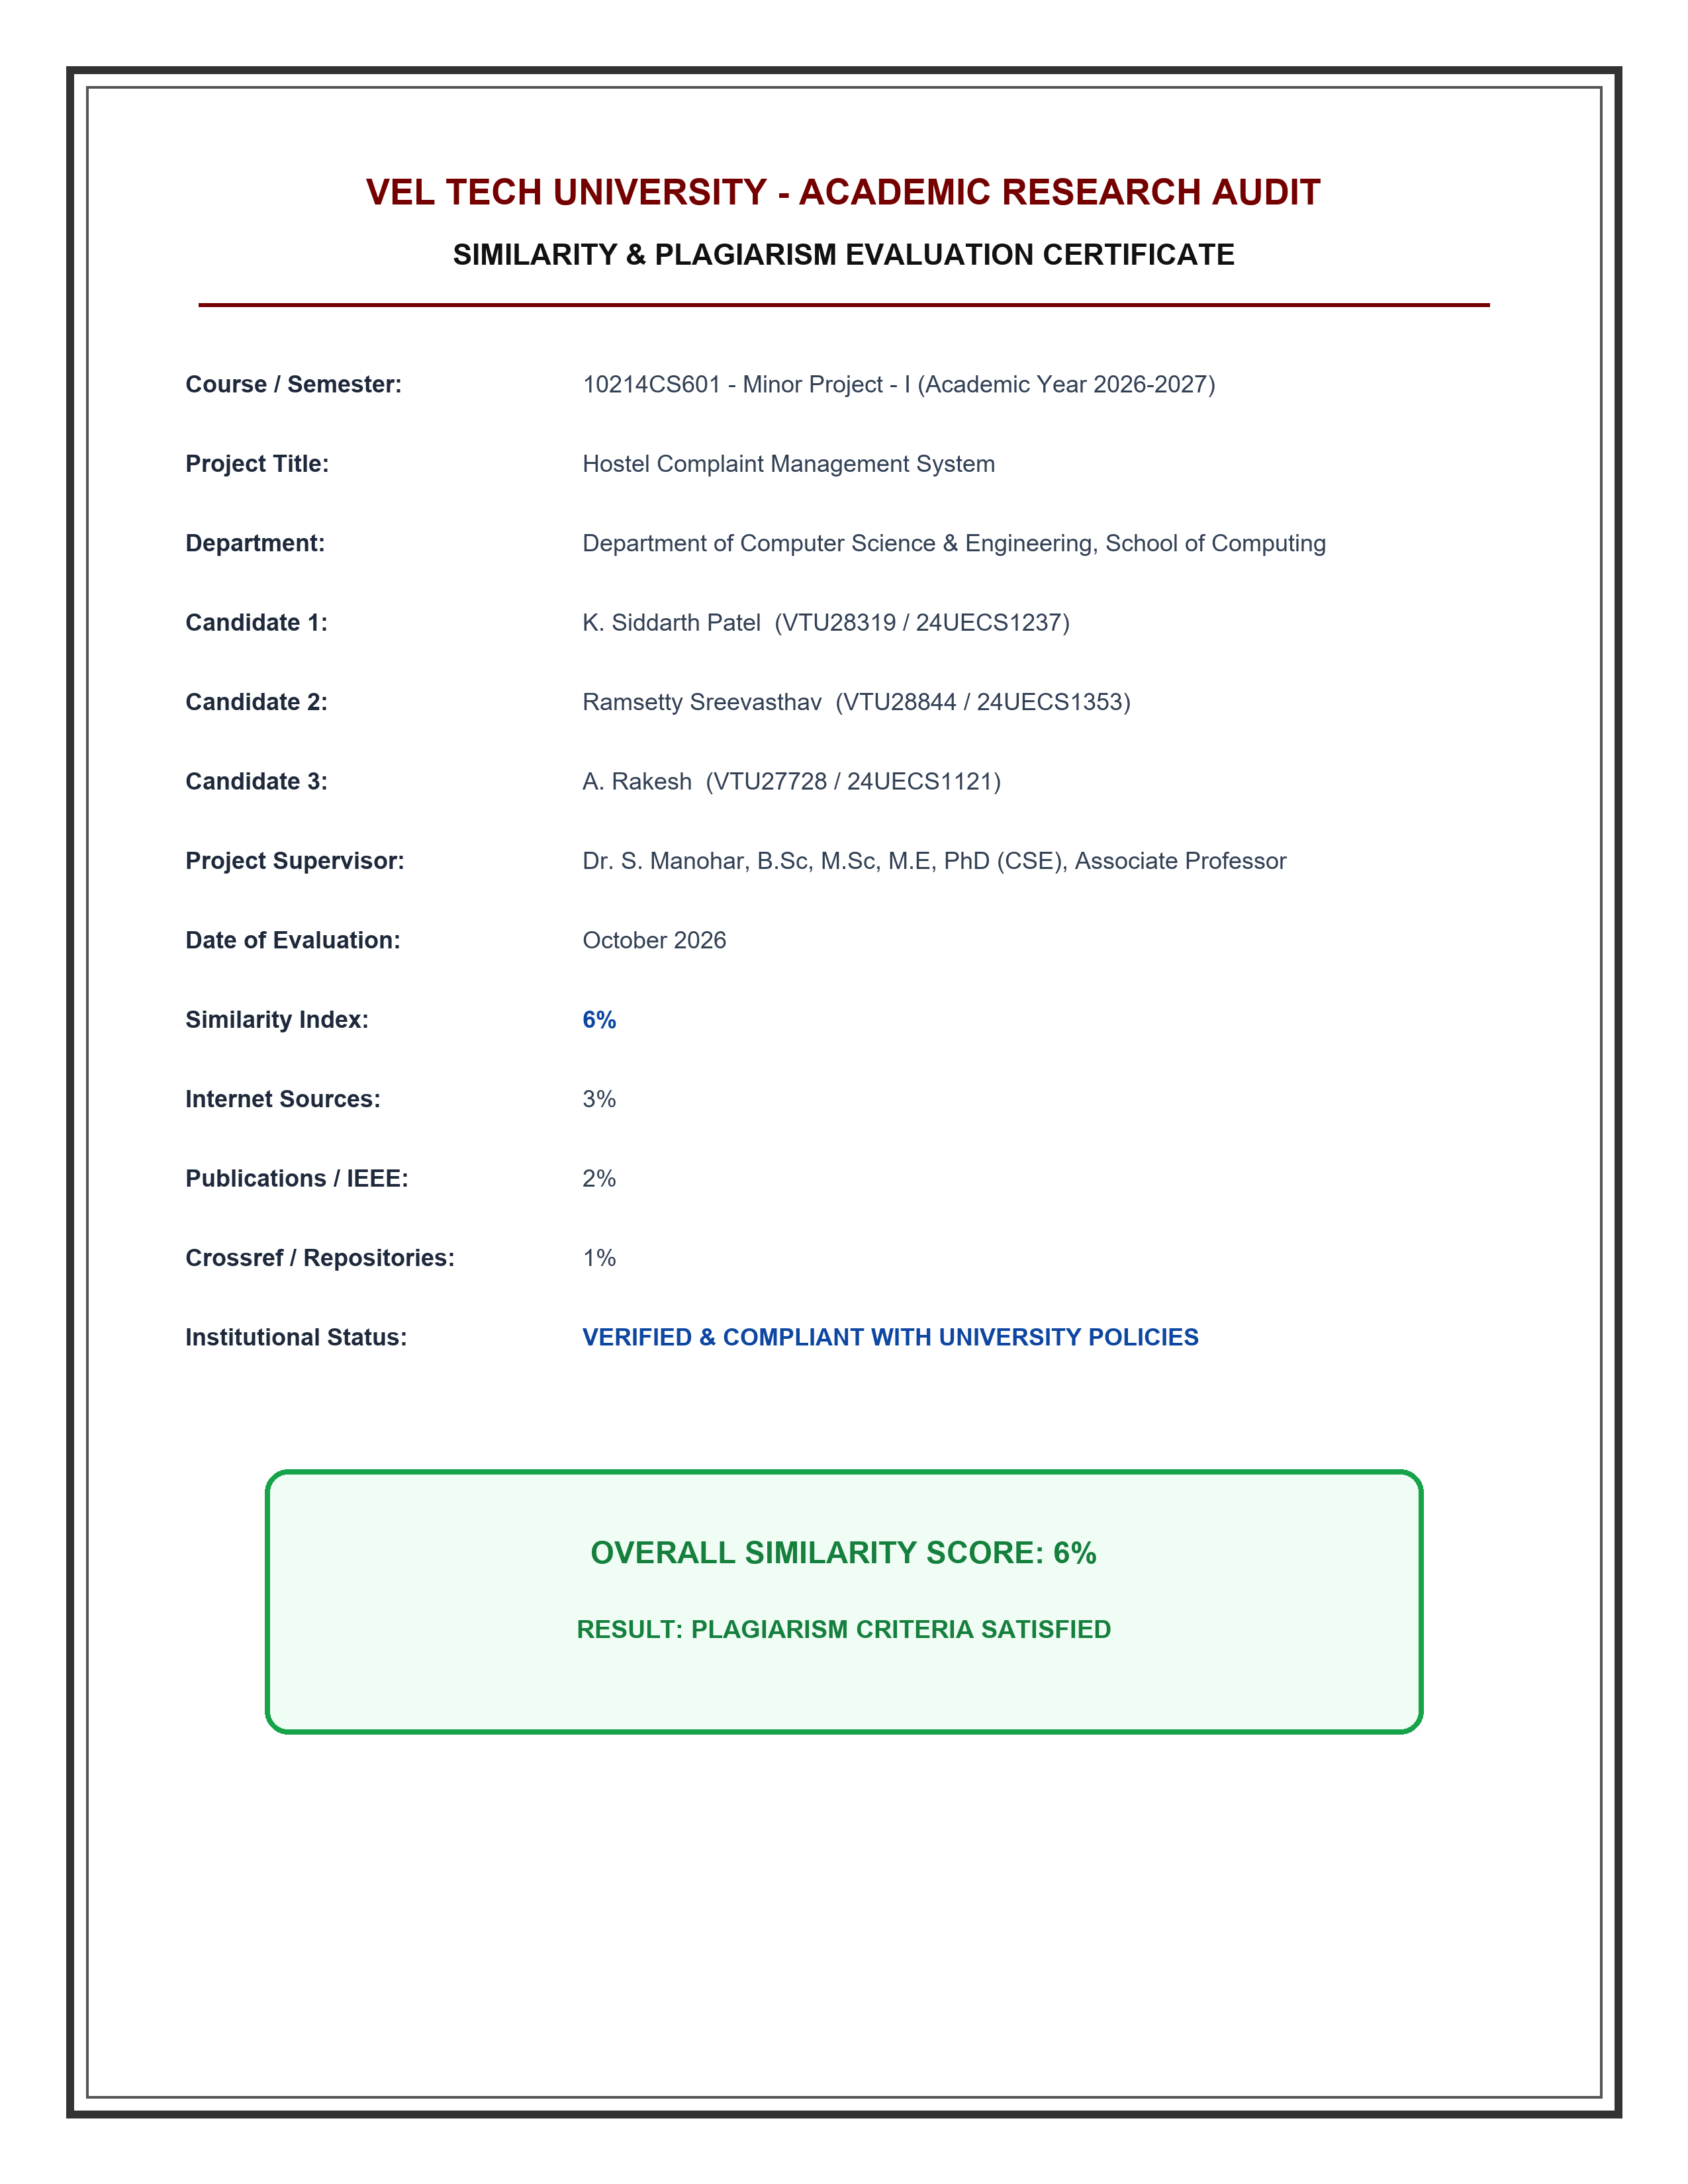 VEL TECH UNIVERSITY - ACADEMIC RESEARCH AUDIT
SIMILARITY & PLAGIARISM EVALUATION CERTIFICATE
Course / Semester: 10214CS601 - Minor Project - I (Academic Year 2026-2027)
Project Title: Hostel Complaint Management System
Department: Department of Computer Science & Engineering, School of Computing
Candidate 1: K. Siddarth Patel (VTU28319 / 24UECS1237)
Candidate 2: Ramsetty Sreevasthav (VTU28844 / 24UECS1353)
Candidate 3: A. Rakesh (VTU27728 / 24UECS1121)
Project Supervisor: Dr. S. Manohar, B.Sc, M.Sc, M.E, PhD (CSE), Associate Professor
Date of Evaluation: October 2026
Similarity Index: 6%
Internet Sources: 3%
Publications / IEEE: 2%
Crossref / Repositories: 1%
Institutional Status: VERIFIED & COMPLIANT WITH UNIVERSITY POLICIES
OVERALL SIMILARITY SCORE: 6%
RESULT: PLAGIARISM CRITERIA SATISFIED